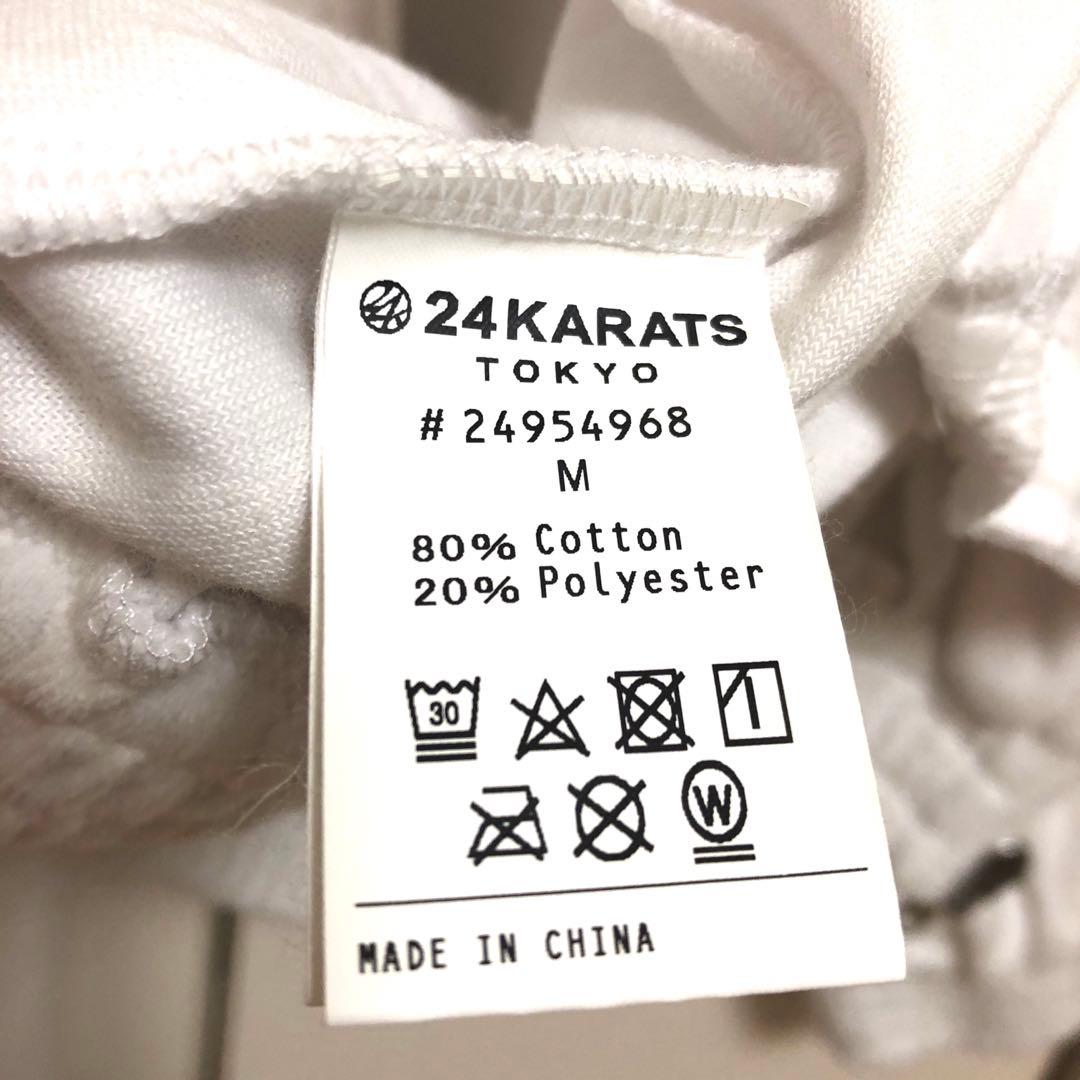 24KARATS
TOKYO
# 24954968
M
80% Cotton
20% Polyester
30
W
MADE IN CHINA